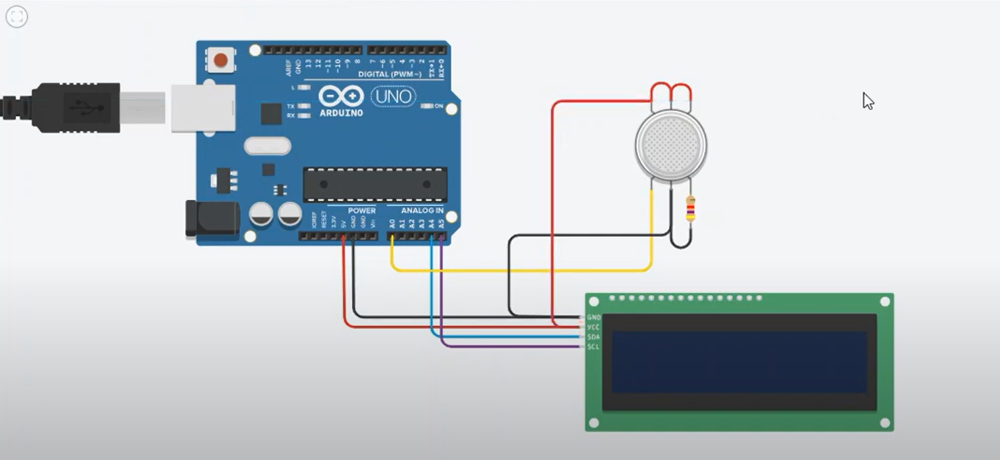 AREF
GND
13
12
~11
~10
~9
8
7
~6
~5
4
~3
2
TX→1
RX←0
DIGITAL (PWM~)
L
TX
RX
UNO
ON
ARDUINO
POWER
ANALOG IN
IOREF
RESET
3.3V
5V
GND
GND
Vin
A0
A1
A2
A3
A4
A5
GND
VCC
SDA
SCL